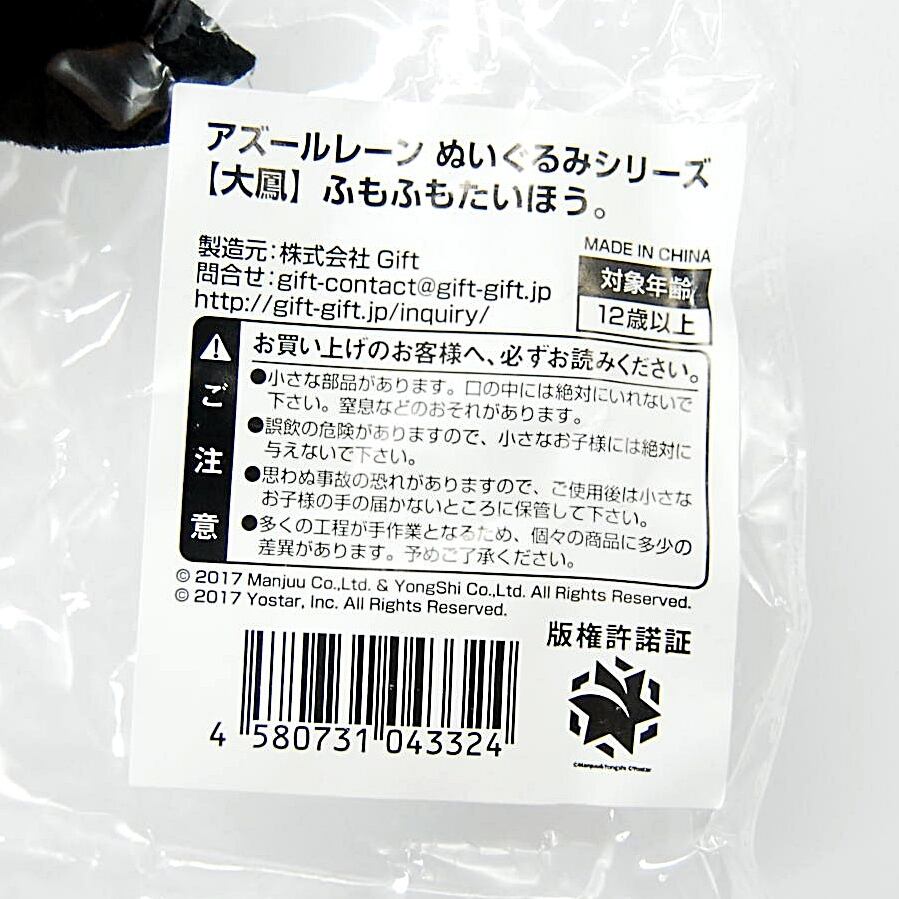 アズールレーン ぬいぐるみシリーズ
【大鳳】ふもふもたいほう。
製造元:株式会社 Gift
問合せ:gift-contact@gift-gift.jp
http://gift-gift.jp/inquiry/
MADE IN CHINA
対象年齢
12歳以上
ご注意
お買い上げのお客様へ、必ずお読みください。
●小さな部品があります。口の中には絶対にいれないで
下さい。窒息などのおそれがあります。
●誤飲の危険がありますので、小さなお子様には絶対に
与えないで下さい。
●思わぬ事故の恐れがありますので、ご使用後は小さな
お子様の手の届かないところに保管して下さい。
●多くの工程が手作業となるため、個々の商品に多少の
差異があります。予めご了承ください。
© 2017 Manjuu Co.,Ltd. & YongShi Co.,Ltd. All Rights Reserved.
© 2017 Yostar, Inc. All Rights Reserved.
版権許諾証
4 580731 043324
©Manjuu&Yongshi ©Yostar